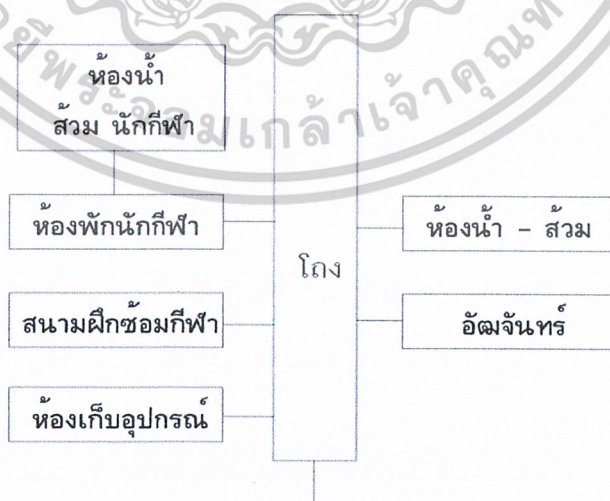 ห้องน้ำ
ส้วม นักกีฬา
ห้องพักนักกีฬา
สนามฝึกซ้อมกีฬา
ห้องเก็บอุปกรณ์
โถง
ห้องน้ำ - ส้วม
อัฒจันทร์